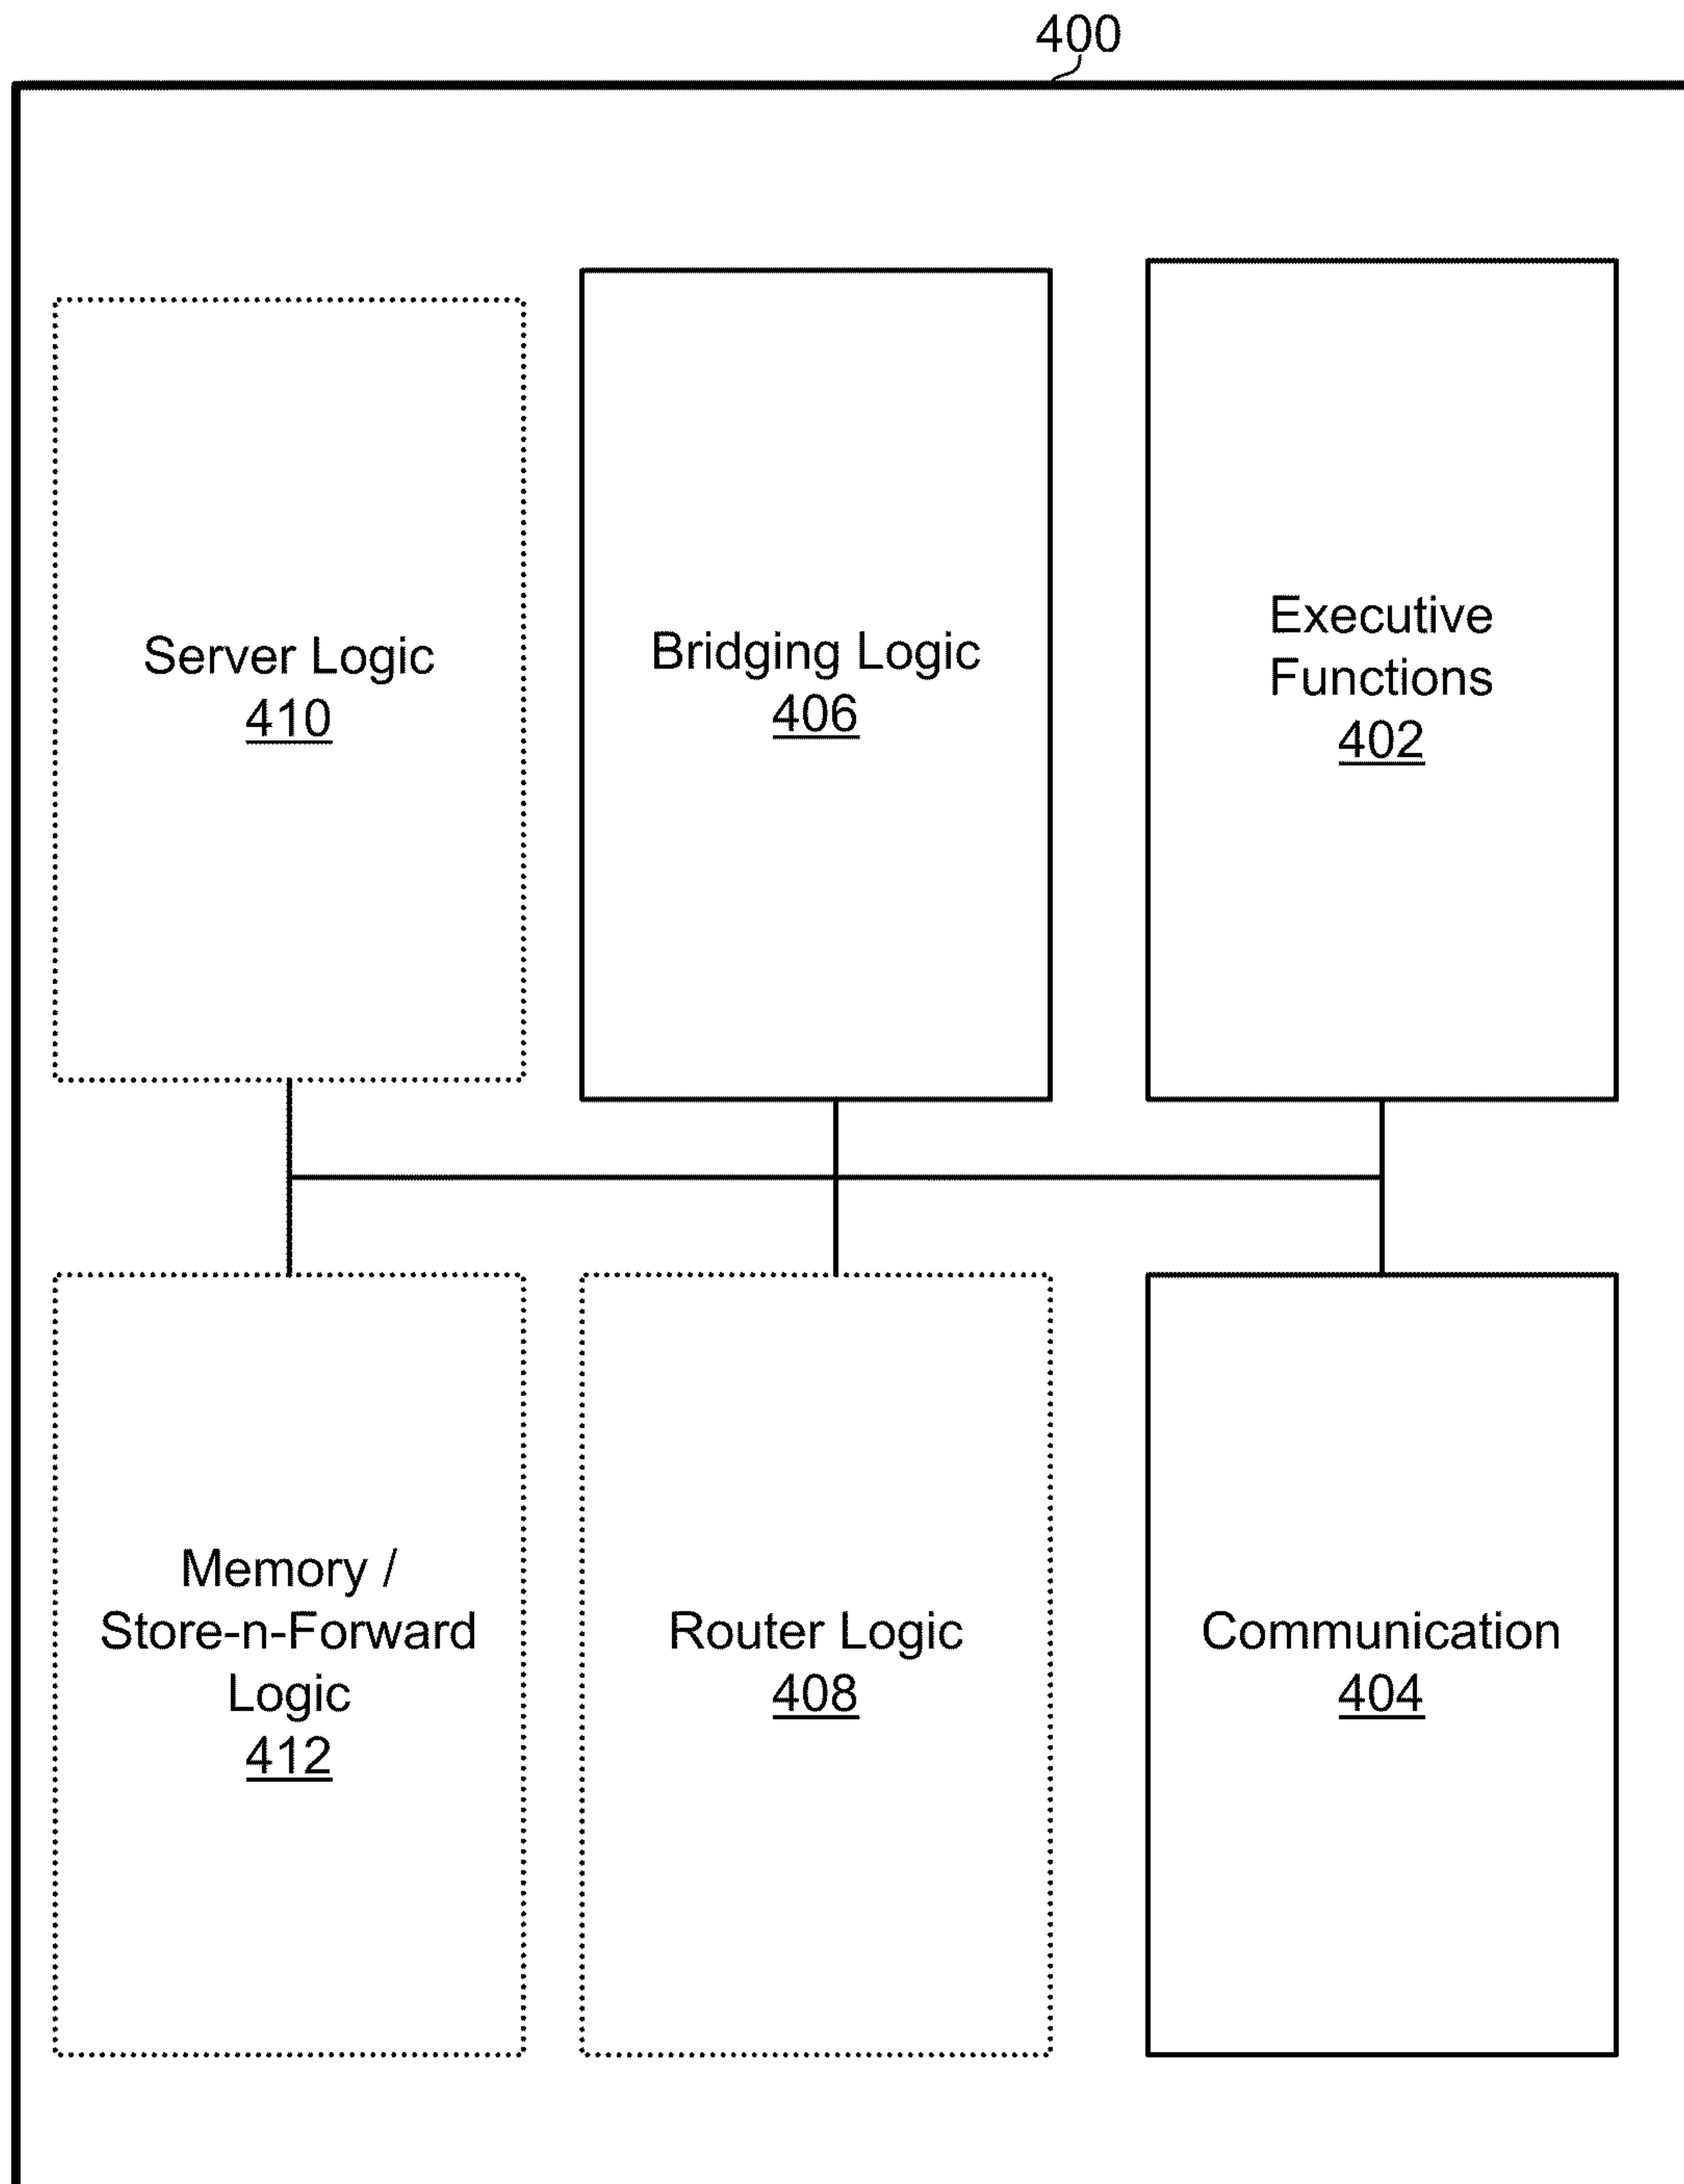 400
Server Logic
410
Bridging Logic
406
Executive
Functions
402
Memory /
Store-n-Forward
Logic
412
Router Logic
408
Communication
404